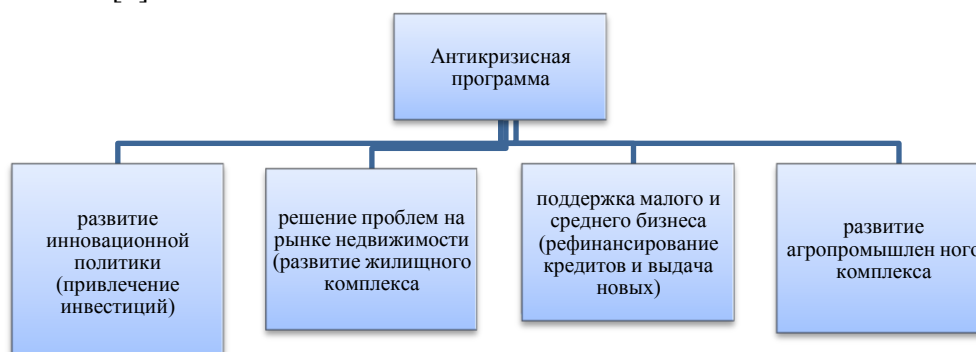 Антикризисная
программа
развитие
инновационной
политики
(привлечение
инвестиций)
решение проблем на
рынке недвижимости
(развитие жилищного
комплекса
поддержка малого и
среднего бизнеса
(рефинансирование
кредитов и выдача
новых)
развитие
агропромышлен ного
комплекса